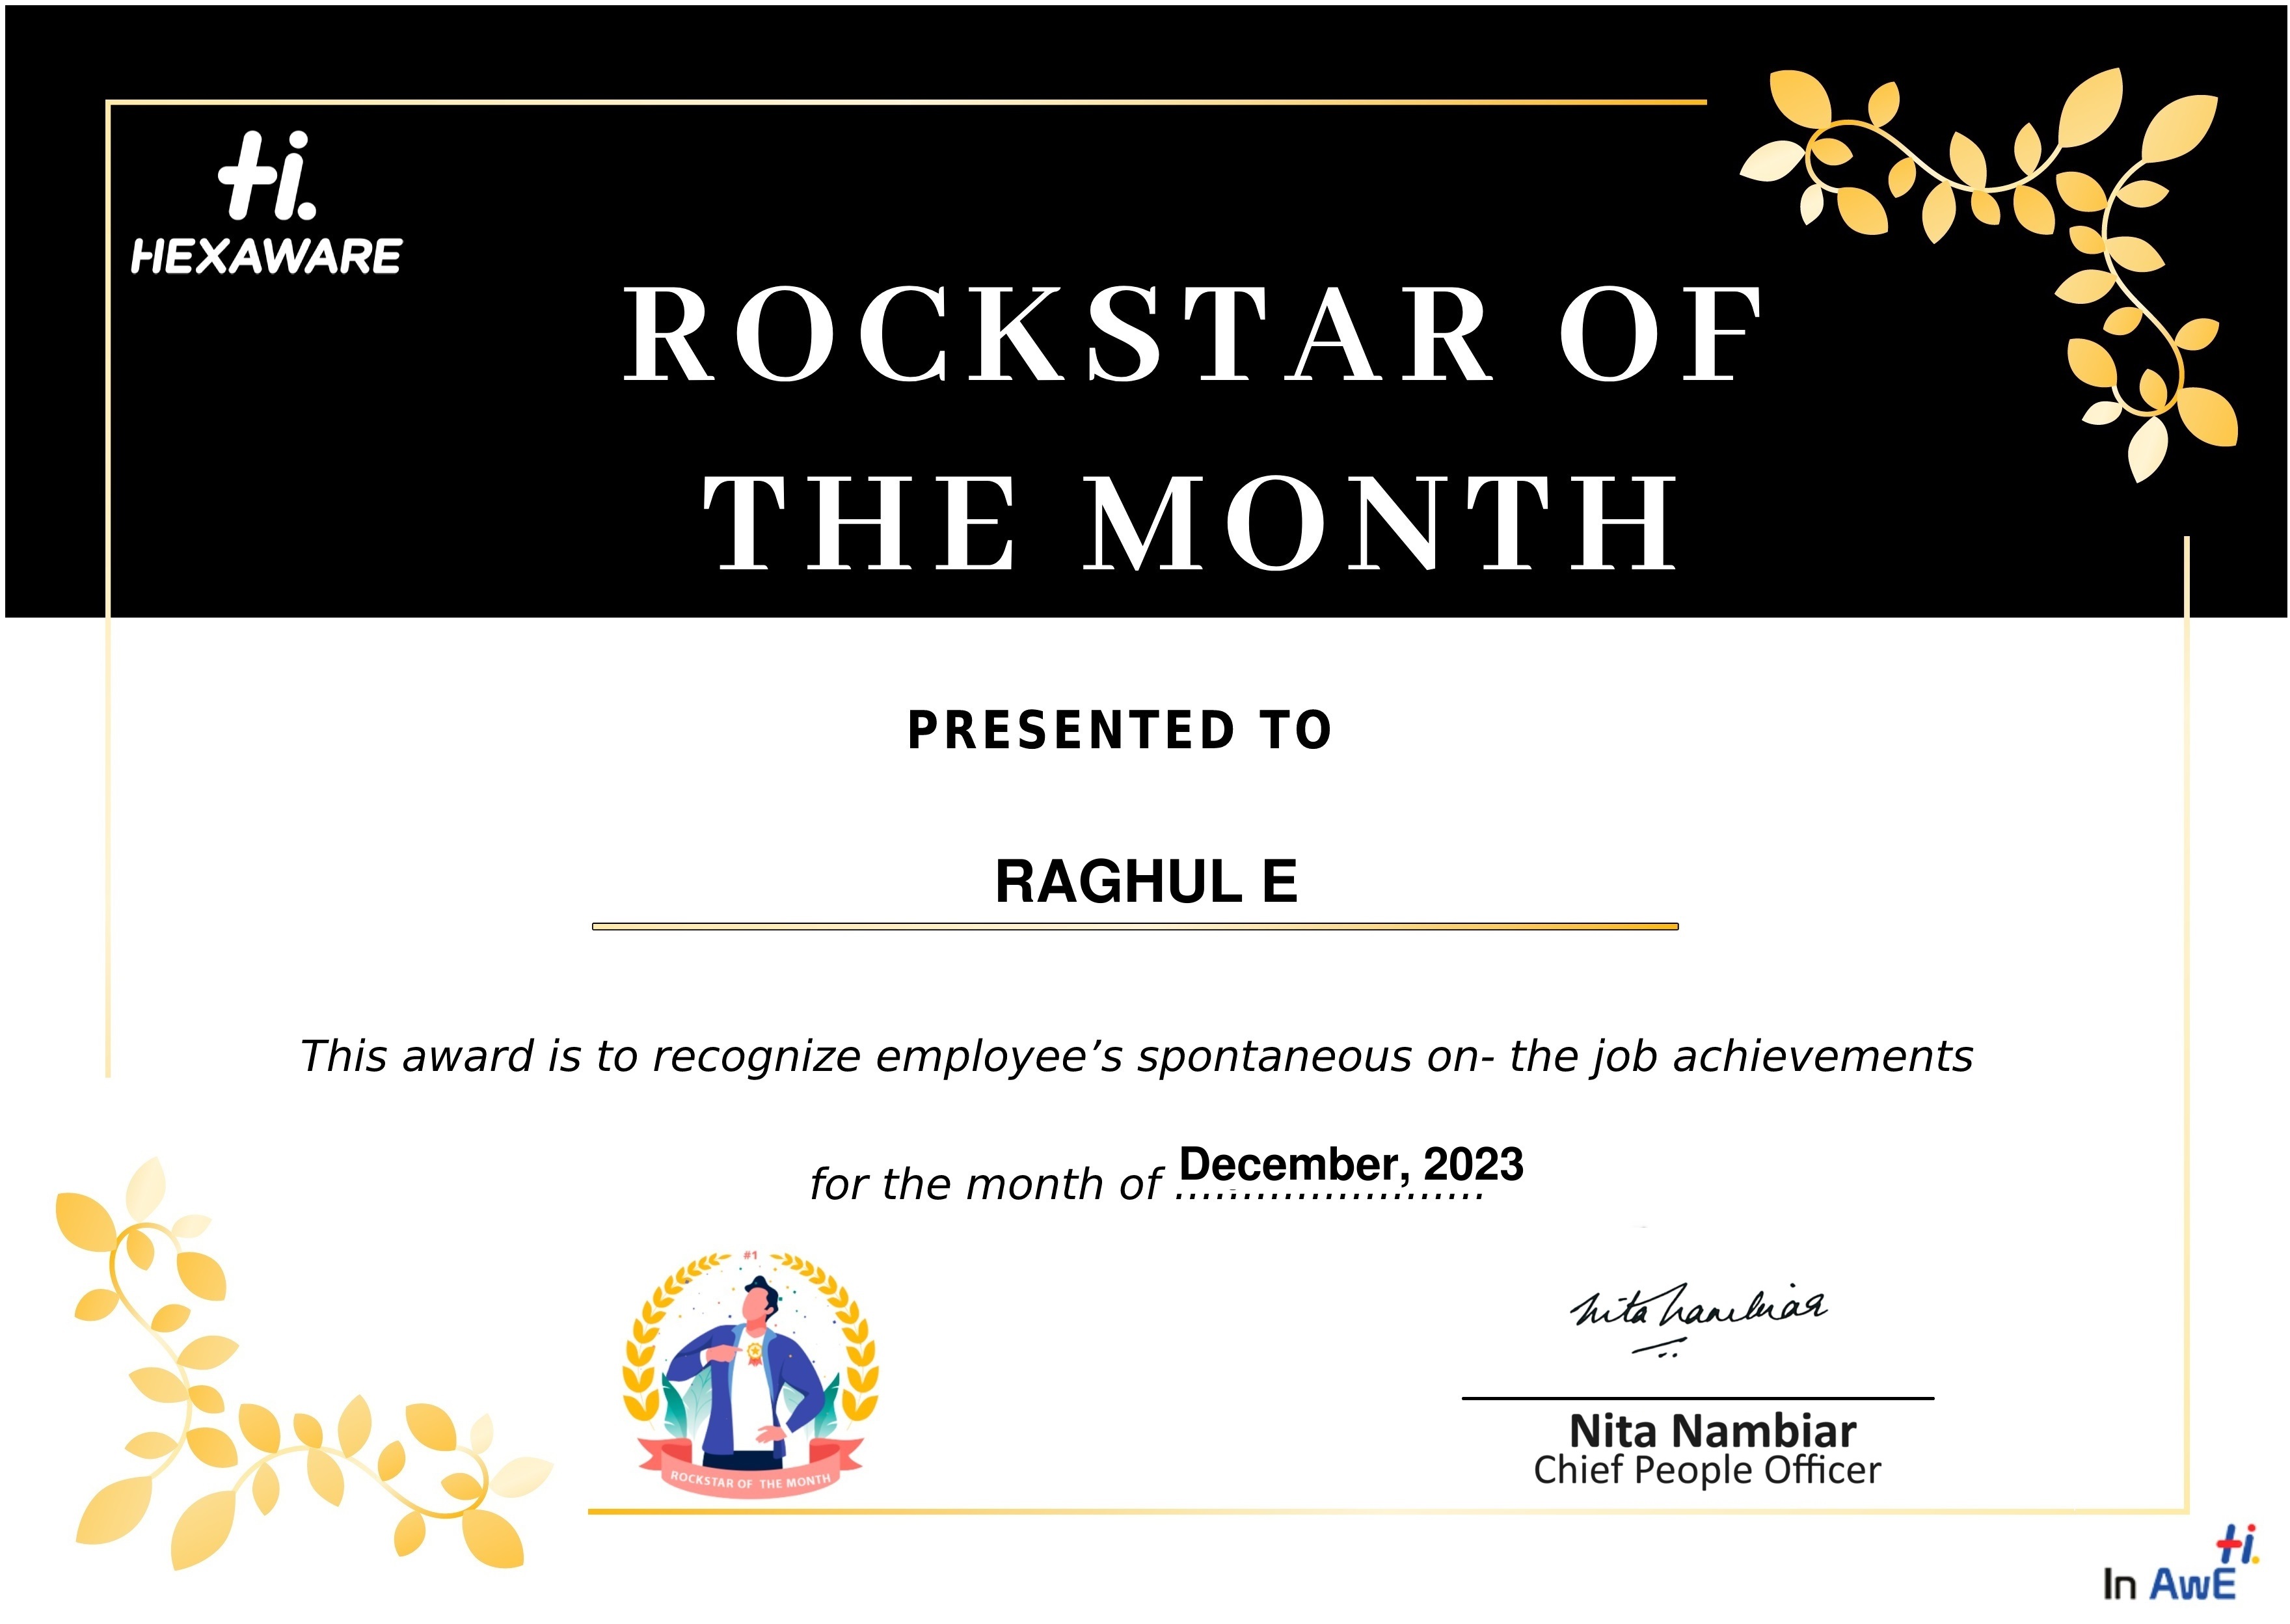 Hi.
HEXAWARE
ROCKSTAR OF
THE MONTH
PRESENTED TO
RAGHUL E
This award is to recognize employee’s spontaneous on- the job achievements
for the month of December, 2023
#1
ROCKSTAR OF THE MONTH
Nita Nambiar
Nita Nambiar
Chief People Officer
Hi.
In AwE